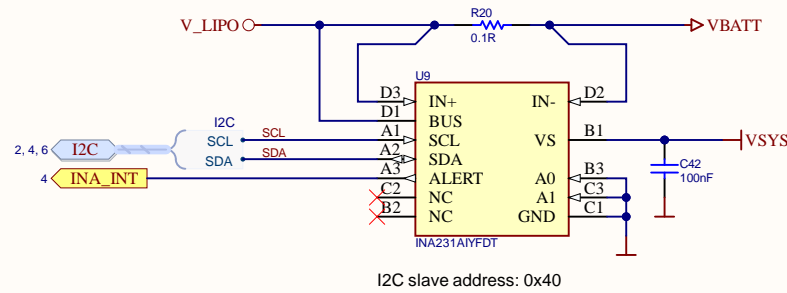 R20
V_LIPO
VBATT
0.1R
U9
D3 IN+ IN- D2
D1 BUS
I2C
2, 4, 6 I2C SCL SCL A1 SCL VS B1 VSYS
SDA SDA A2 SDA
C42
100nF
4 INA_INT A3 ALERT A0 B3
C2 NC A1 C3
B2 NC GND C1
INA231AIYFDT
I2C slave address: 0x40